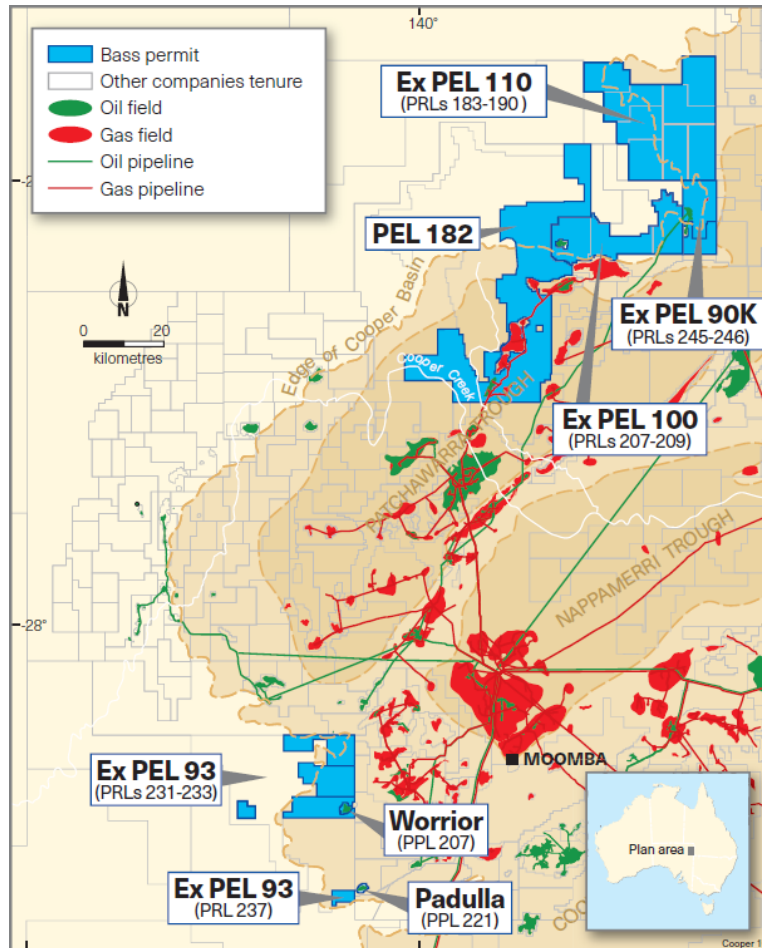 140°
Bass permit
Other companies tenure
Oil field
Gas field
Oil pipeline
Gas pipeline
Ex PEL 110
(PRLs 183-190 )
PEL 182
N
0 20
kilometres
Edge of Cooper Basin
Cooper Creek
Ex PEL 90K
(PRLs 245-246)
Ex PEL 100
(PRLs 207-209)
PATCHAWARRA TROUGH
NAPPAMERRI TROUGH
-28°
MOOMBA
Ex PEL 93
(PRLs 231-233)
Worrior
(PPL 207)
Ex PEL 93
(PRL 237)
Padulla
(PPL 221)
Plan area